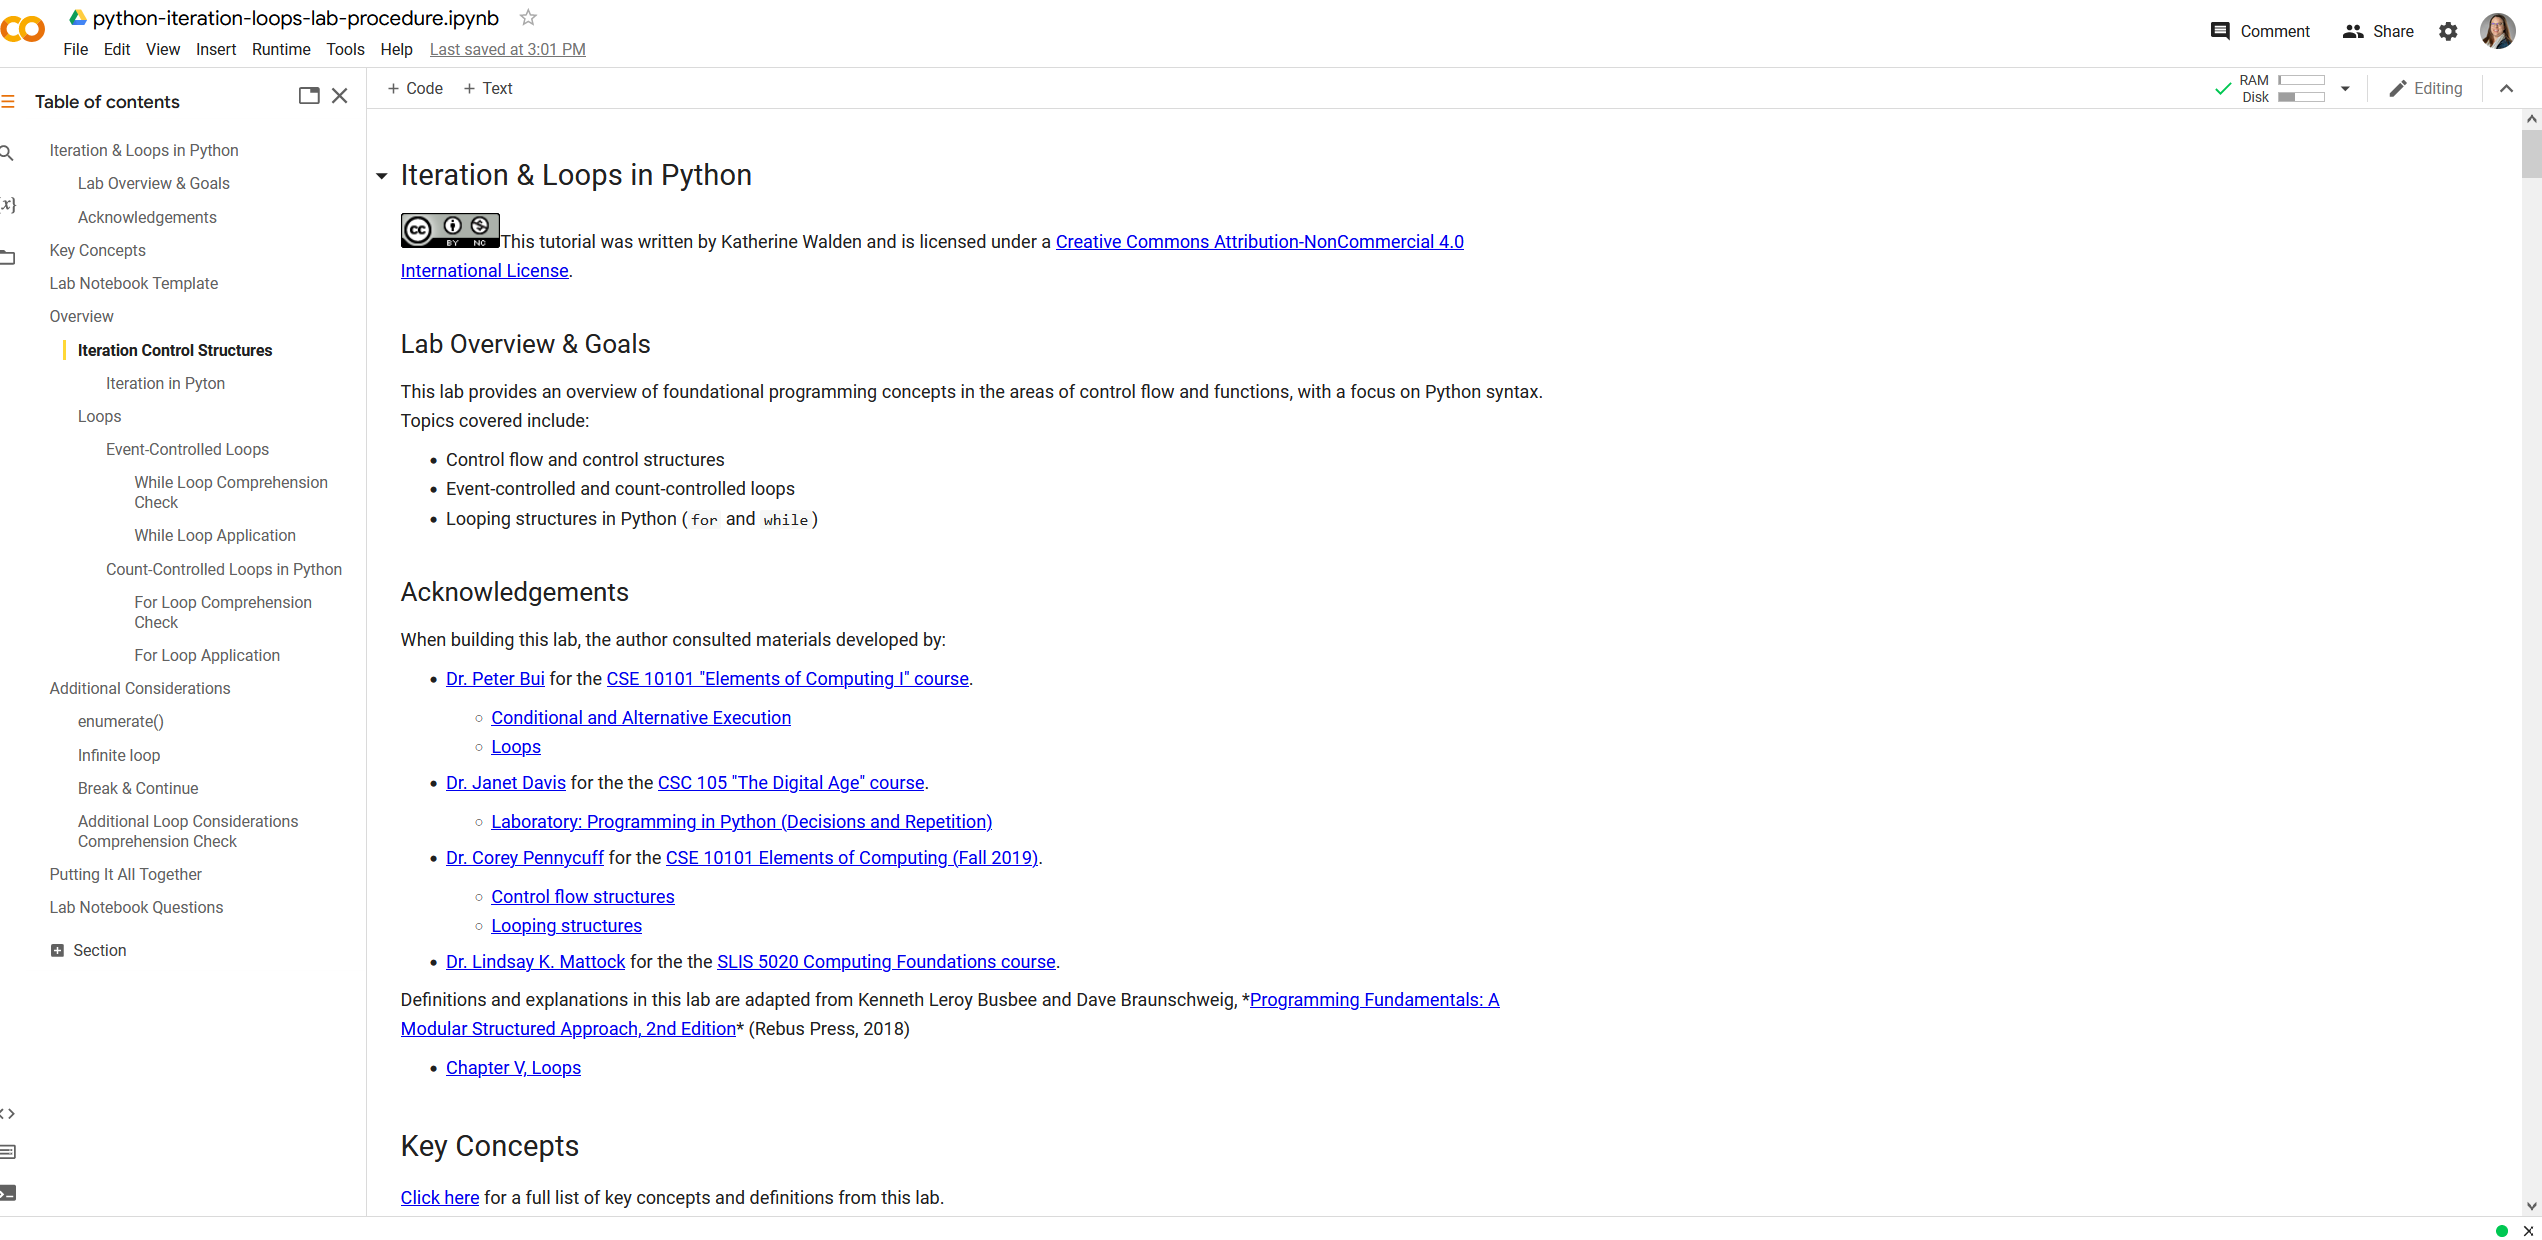 python-iteration-loops-lab-procedure.ipynb
File Edit View Insert Runtime Tools Help Last saved at 3:01 PM
Comment Share
Table of contents
+ Code + Text
RAM
Disk
Editing
{x}
Iteration & Loops in Python
Lab Overview & Goals
Acknowledgements
Key Concepts
Lab Notebook Template
Overview
Iteration Control Structures
Iteration in Pyton
Loops
Event-Controlled Loops
While Loop Comprehension
Check
While Loop Application
Count-Controlled Loops in Python
For Loop Comprehension
Check
For Loop Application
Additional Considerations
enumerate()
Infinite loop
Break & Continue
Additional Loop Considerations
Comprehension Check
Putting It All Together
Lab Notebook Questions
Section
Iteration & Loops in Python
cc BY NC This tutorial was written by Katherine Walden and is licensed under a Creative Commons Attribution-NonCommercial 4.0
International License.
Lab Overview & Goals
This lab provides an overview of foundational programming concepts in the areas of control flow and functions, with a focus on Python syntax.
Topics covered include:
• Control flow and control structures
• Event-controlled and count-controlled loops
• Looping structures in Python (for and while)
Acknowledgements
When building this lab, the author consulted materials developed by:
• Dr. Peter Bui for the CSE 10101 "Elements of Computing I" course.
○ Conditional and Alternative Execution
○ Loops
• Dr. Janet Davis for the the CSC 105 "The Digital Age" course.
○ Laboratory: Programming in Python (Decisions and Repetition)
• Dr. Corey Pennycuff for the CSE 10101 Elements of Computing (Fall 2019).
○ Control flow structures
○ Looping structures
• Dr. Lindsay K. Mattock for the the SLIS 5020 Computing Foundations course.
Definitions and explanations in this lab are adapted from Kenneth Leroy Busbee and Dave Braunschweig, *Programming Fundamentals: A
Modular Structured Approach, 2nd Edition* (Rebus Press, 2018)
• Chapter V, Loops
Key Concepts
Click here for a full list of key concepts and definitions from this lab.